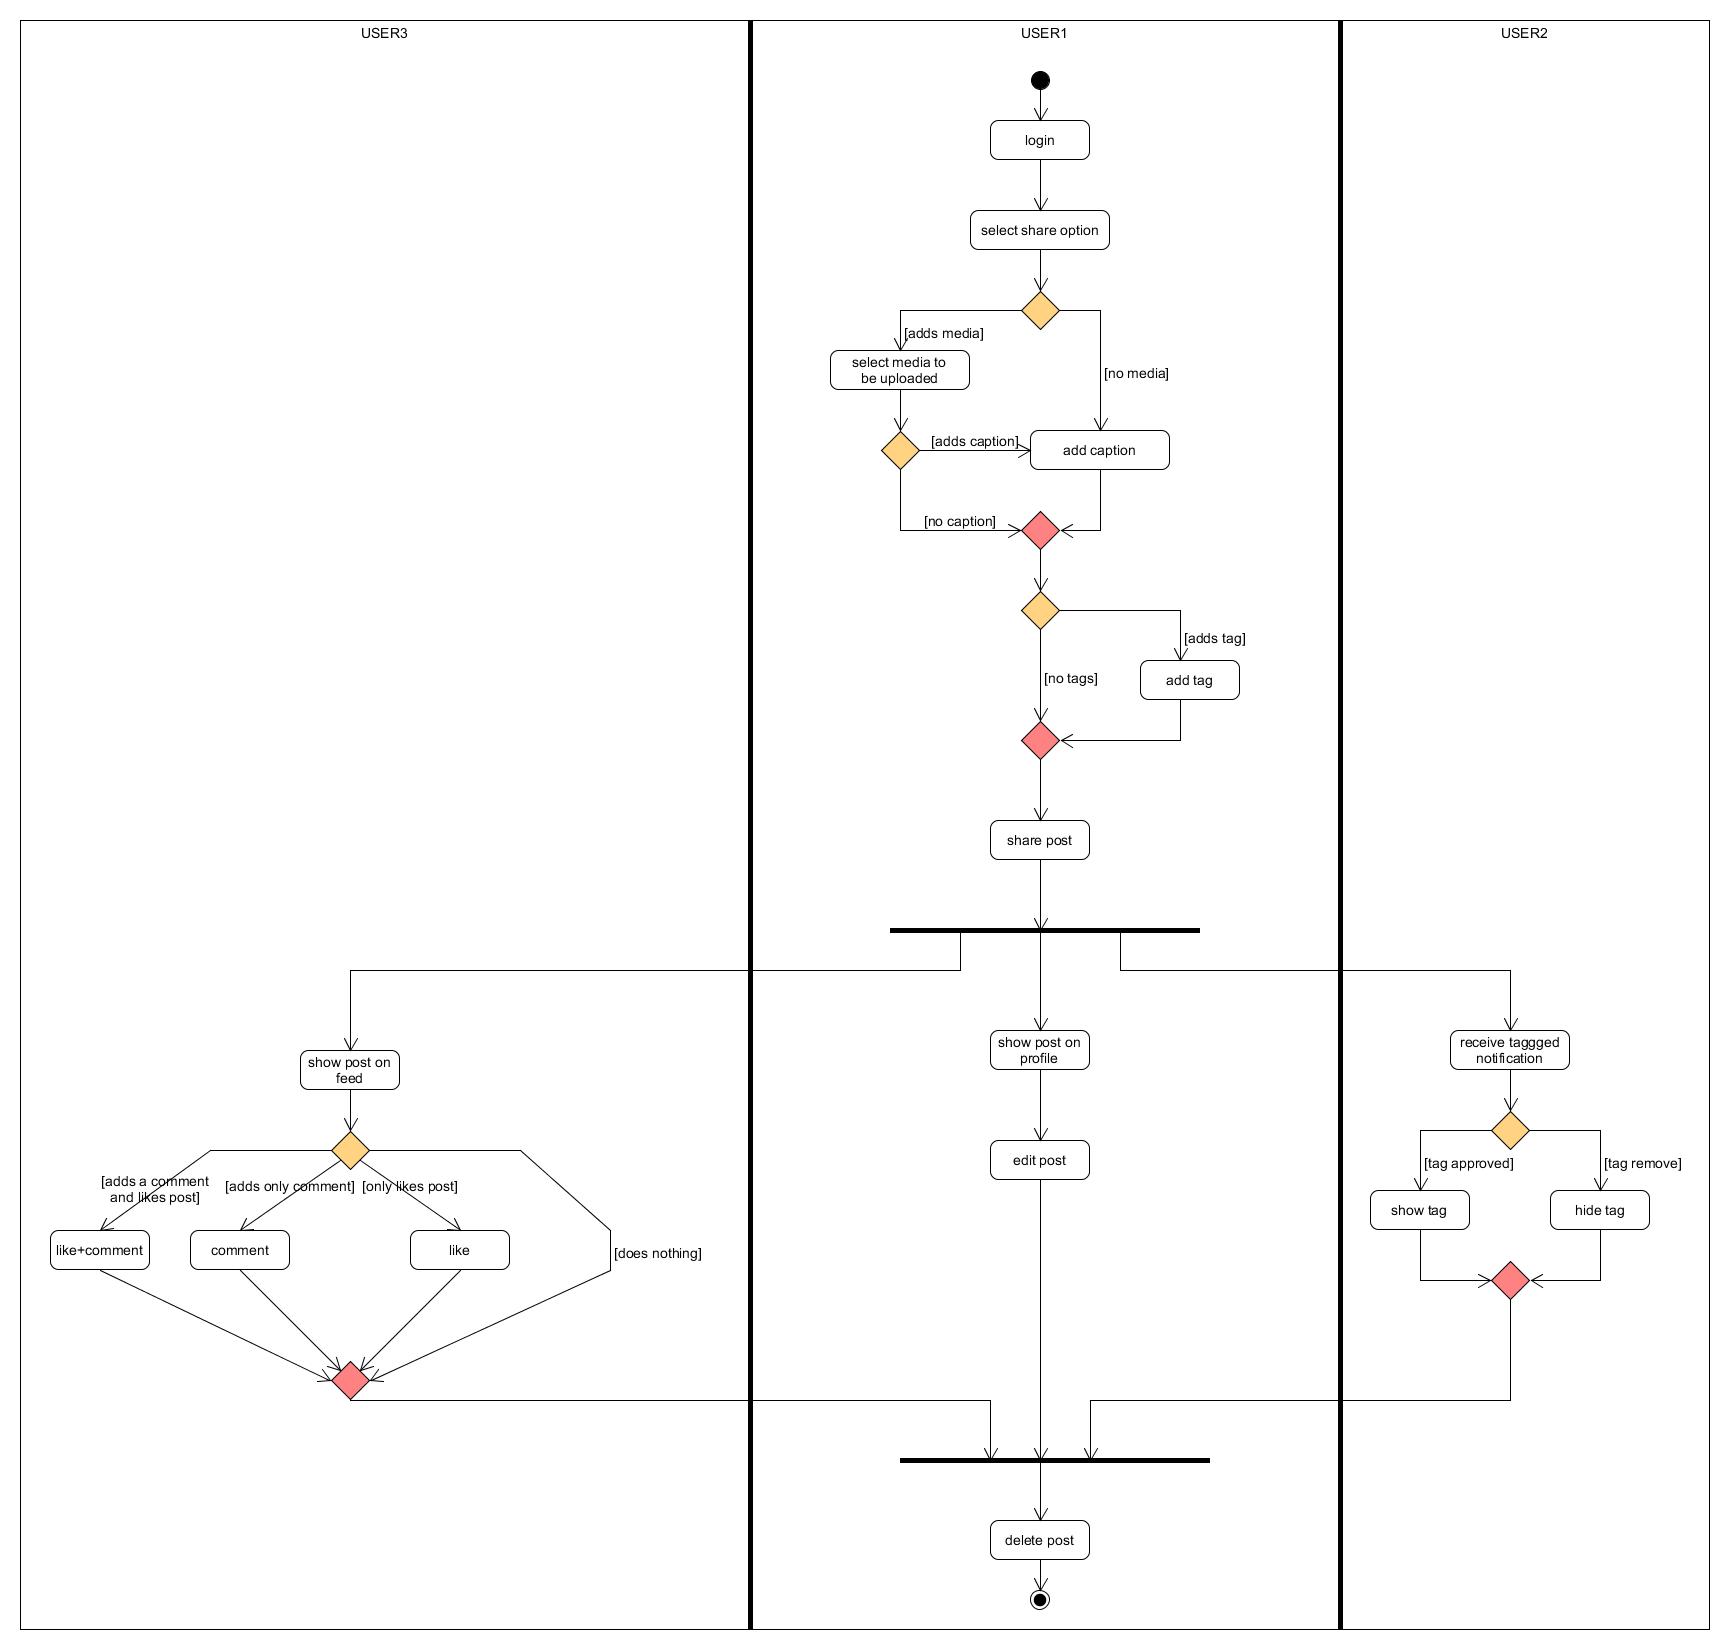 USER3
USER1
USER2
login
select share option
[adds media]
select media to
be uploaded
[no media]
[adds caption]
add caption
[no caption]
[adds tag]
[no tags]
add tag
share post
show post on
profile
receive taggged
notification
show post on
feed
edit post
[tag approved]
[tag remove]
[adds a comment
and likes post]
[adds only comment]
[only likes post]
show tag
hide tag
like+comment
comment
like
[does nothing]
delete post